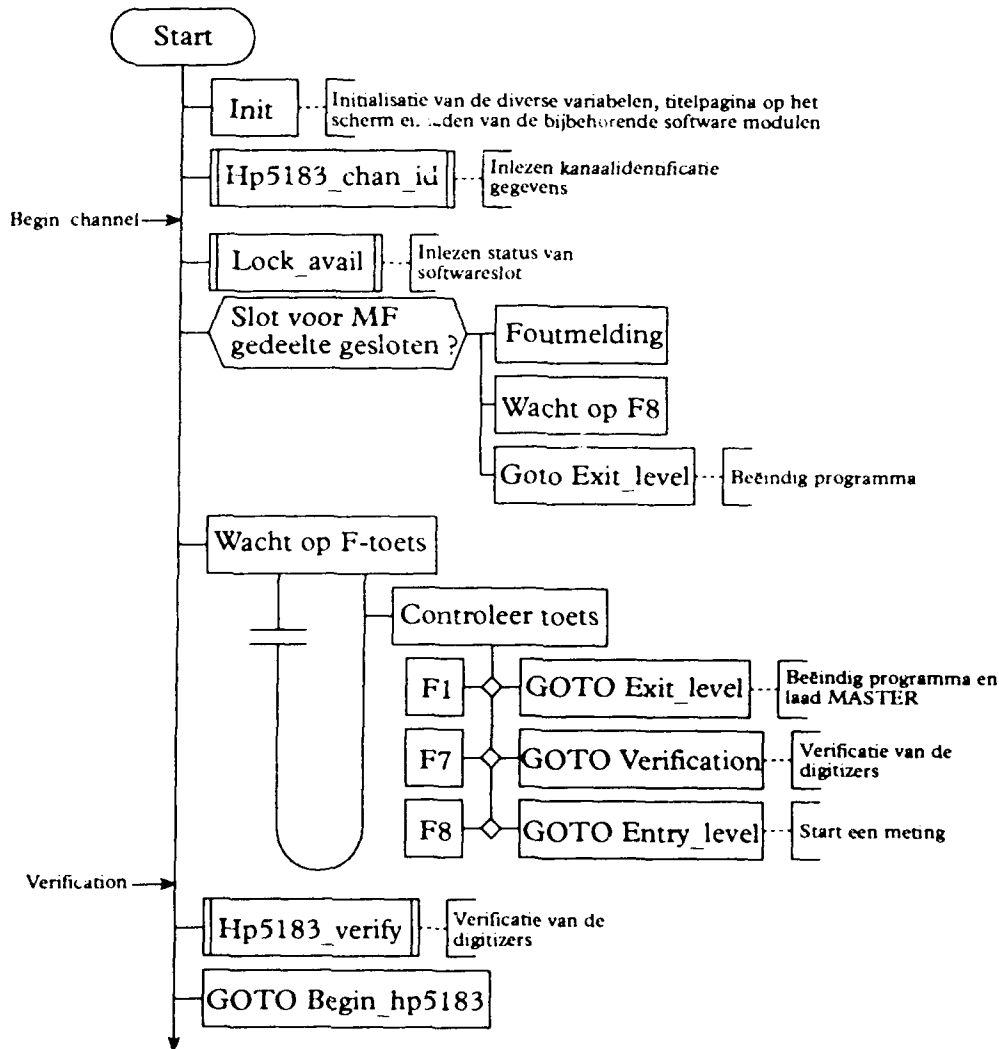 Start
Init
Initialisatie van de diverse variabelen, titelpagina op het
scherm van de bijbehorende software modulen
Hp5183_chan_id
Inlezen kanaalidentificatie
gegevens
Begin channel
Lock_avail
Inlezen status van
softwareslot
Slot voor MF
gedeelte gesloten ?
Foutmelding
Wacht op F8
Goto Exit_level
Beëindig programma
Wacht op F-toets
Controleer toets
F1
GOTO Exit_level
Beëindig programma en
laad MASTER
F7
GOTO Verification
Verificatie van de
digitizers
F8
GOTO Entry_level
Start een meting
Verification
Hp5183_verify
Verificatie van de
digitizers
GOTO Begin_hp5183